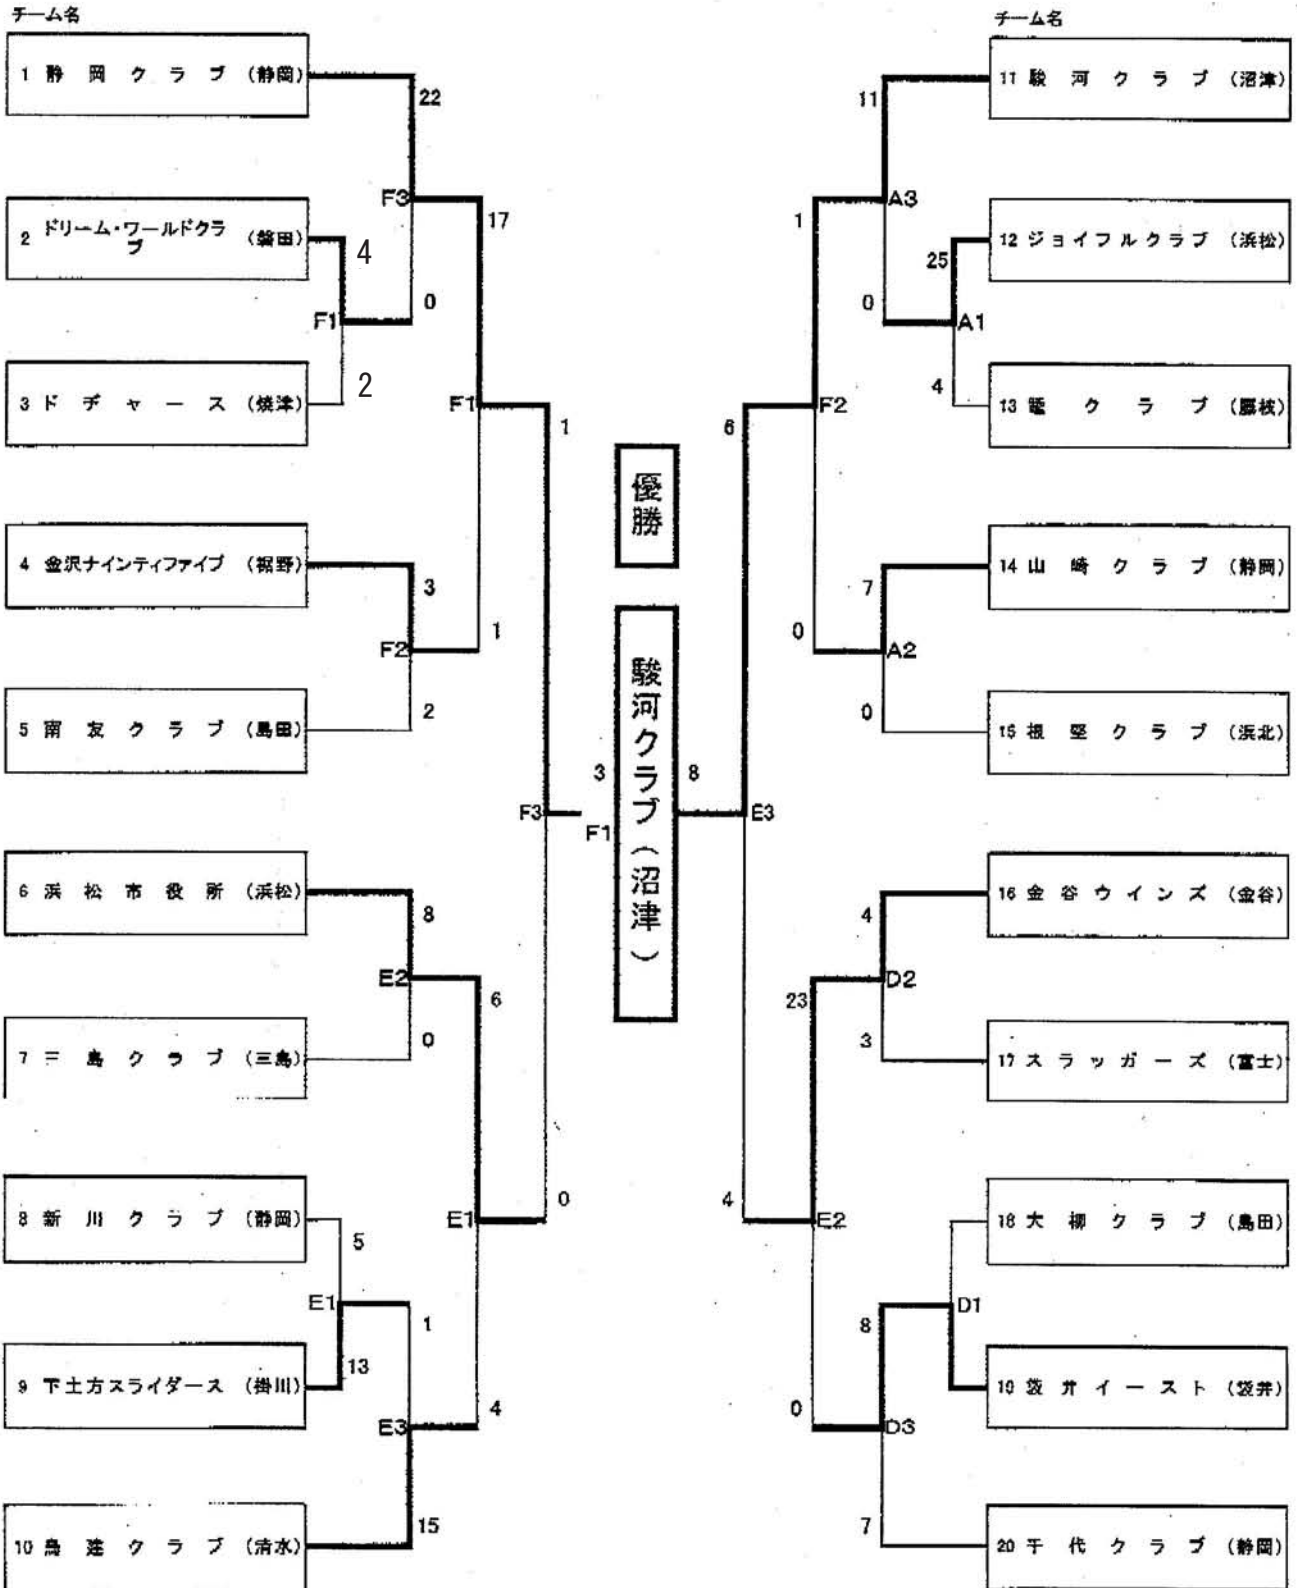 チーム名
1 静岡クラブ (静岡)
22
F3
17
2 ドリーム・ワールドクラブ (磐田)
4
F1
0
3 ドヂャース (焼津)
2
F1
1
4 金沢ナインティファイブ (裾野)
3
F2
1
5 南友クラブ (島田)
2
F3
6 浜松市役所 (浜松)
8
E2
6
7 三島クラブ (三島)
0
E1
0
8 新川クラブ (静岡)
5
E1
1
9 下土方スライダース (掛川)
13
E3
4
10 鳥達クラブ (清水)
15
優勝
駿河クラブ(沼津)
3
F1
8
チーム名
11 駿河クラブ (沼津)
11
A3
1
12 ジョイフルクラブ (浜松)
25
A1
0
13 クラブ (藤枝)
4
F2
6
14 山崎クラブ (静岡)
7
A2
0
15 根堅クラブ (浜北)
0
E3
16 金谷ウインズ (金谷)
4
D2
23
17 スラッガーズ (富士)
3
E2
4
18 大柳クラブ (島田)
D1
8
19 袋井イースト (袋井)
D3
0
20 千代クラブ (静岡)
7